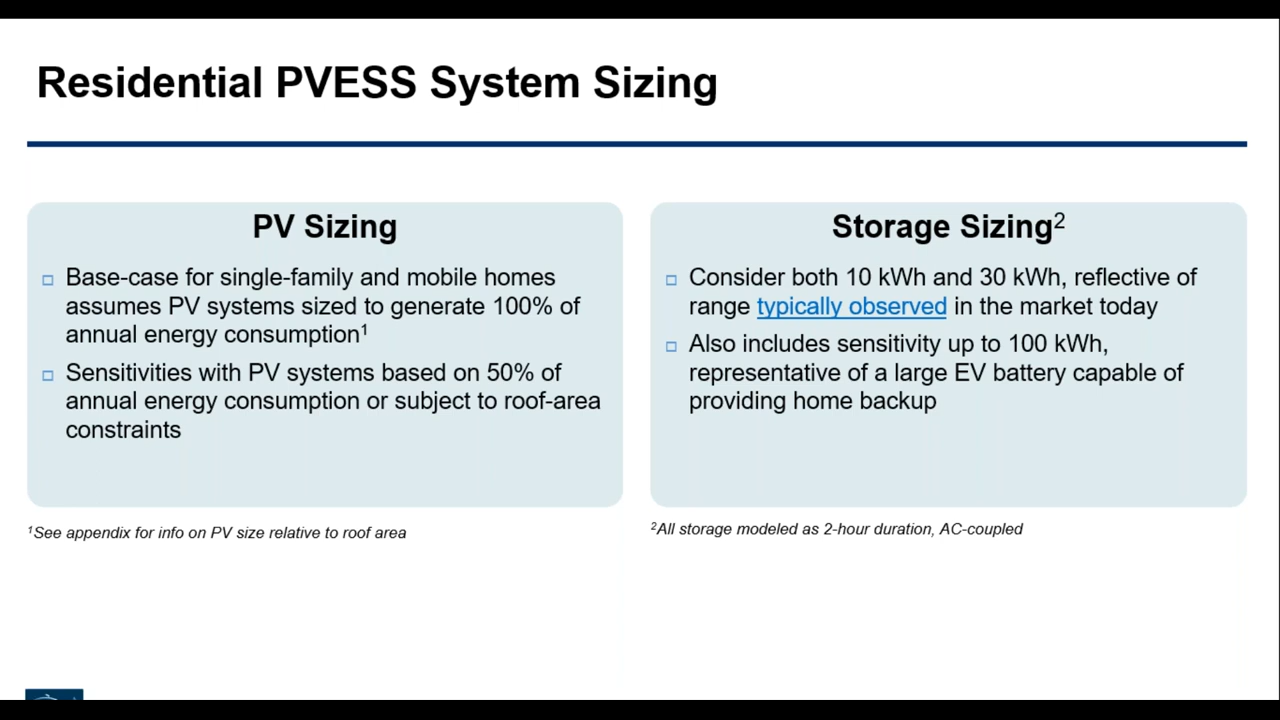 Residential PVESS System Sizing
PV Sizing
Base-case for single-family and mobile homes
assumes PV systems sized to generate 100% of
annual energy consumption¹
Sensitivities with PV systems based on 50% of
annual energy consumption or subject to roof-area
constraints
¹See appendix for info on PV size relative to roof area
Storage Sizing²
Consider both 10 kWh and 30 kWh, reflective of
range typically observed in the market today
Also includes sensitivity up to 100 kWh,
representative of a large EV battery capable of
providing home backup
²All storage modeled as 2-hour duration, AC-coupled